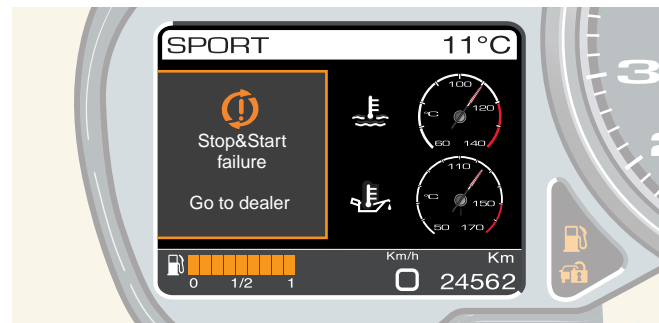 SPORT 11°C
Stop&Start
failure
Go to dealer
100
120
°C
60 140
110
°C
150
50 170
Km/h Km
0 1/2 1 0 24562
3